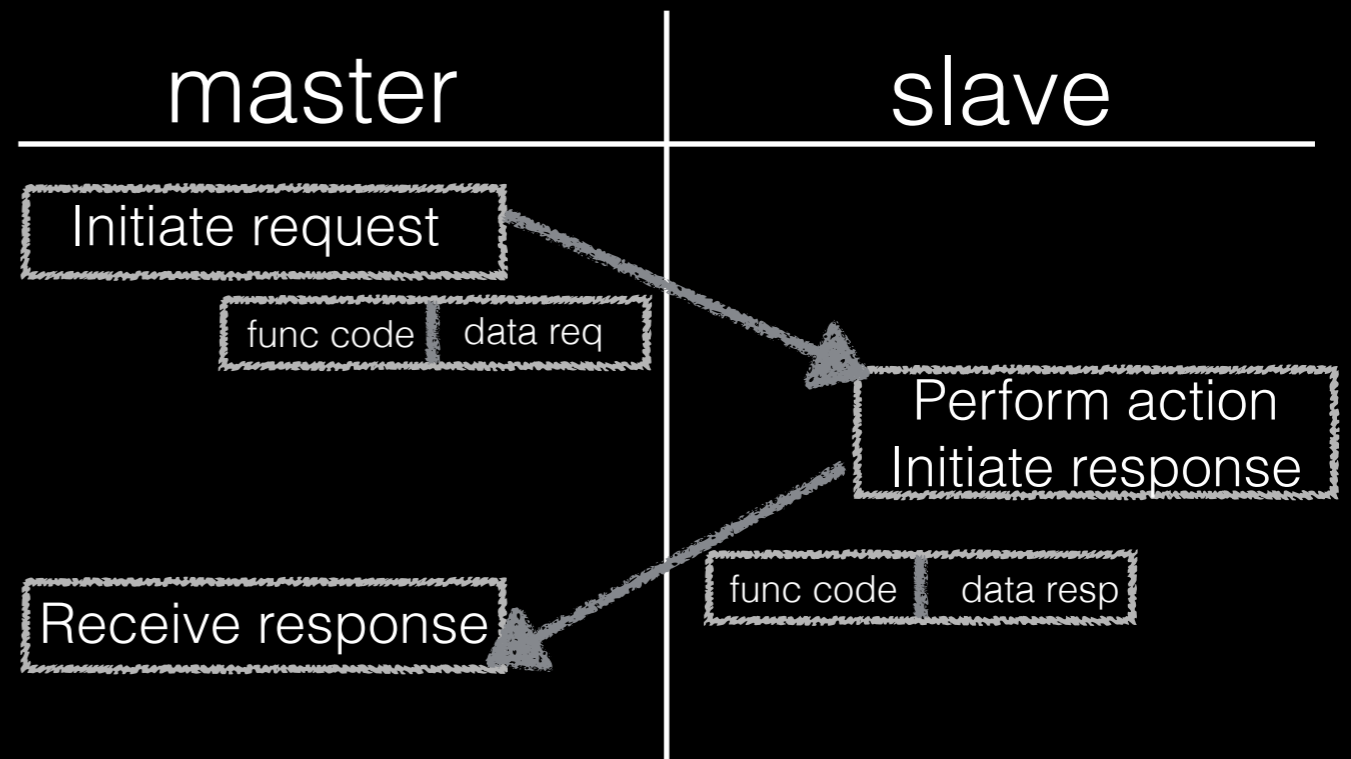 master
slave
Initiate request
func code
data req
Perform action
Initiate response
func code
data resp
Receive response